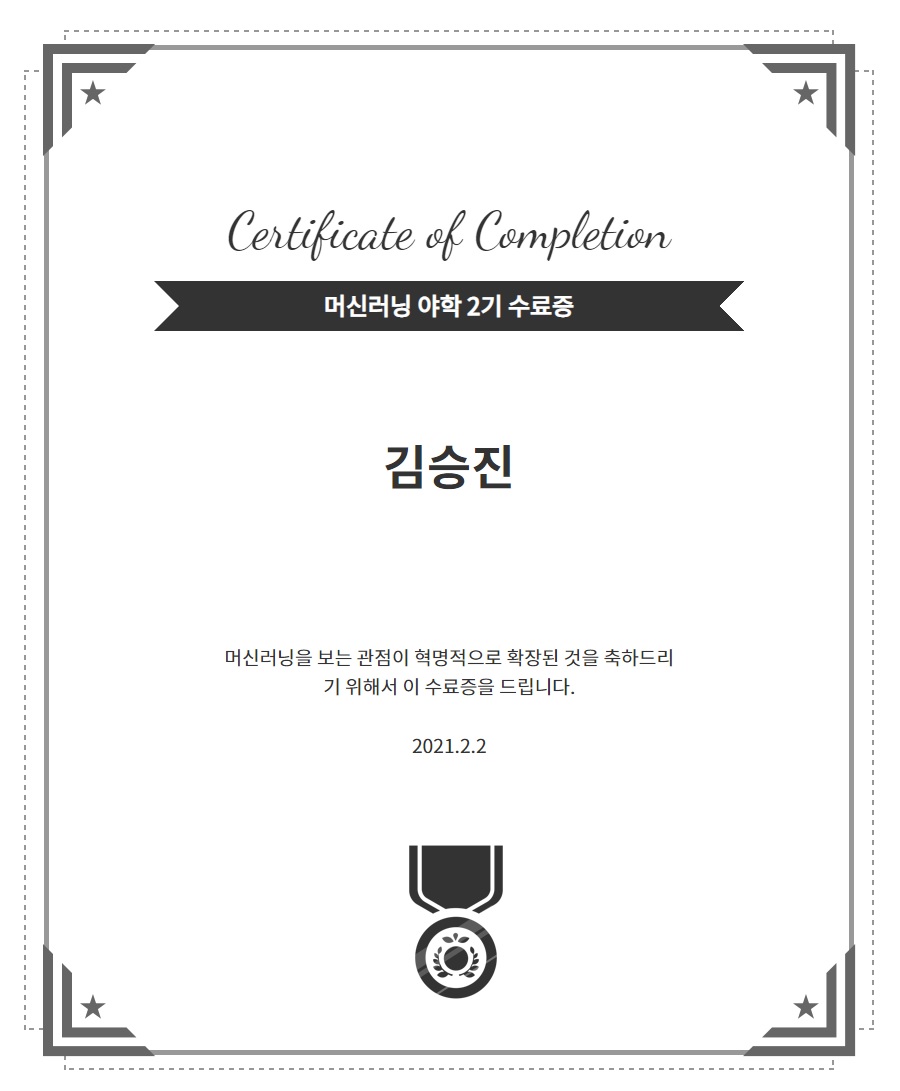 Certificate of Completion
머신러닝 야학 2기 수료증
김승진
머신러닝을 보는 관점이 혁명적으로 확장된 것을 축하드리
기 위해서 이 수료증을 드립니다.
2021.2.2